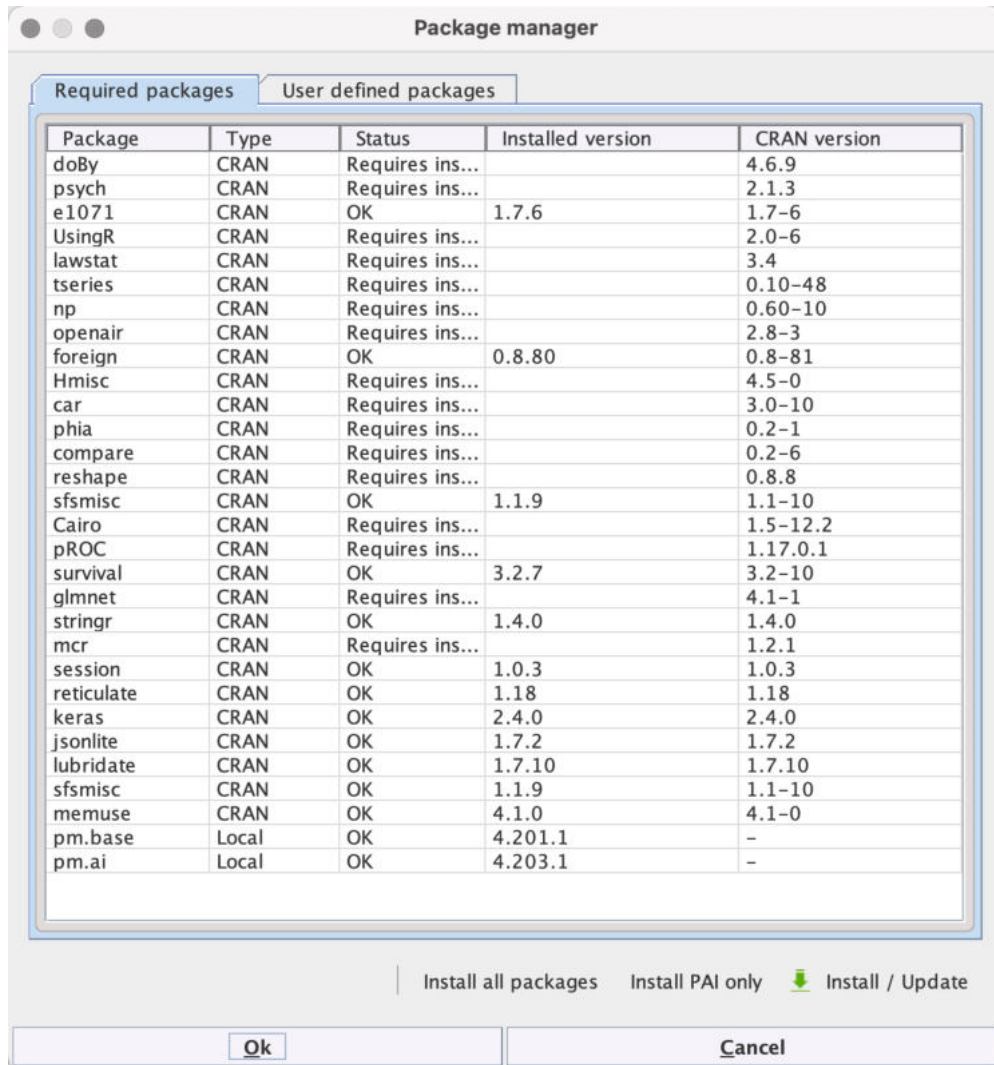 Package manager
Required packages User defined packages
Package Type Status Installed version CRAN version
doBy CRAN Requires ins... 4.6.9
psych CRAN Requires ins... 2.1.3
e1071 CRAN OK 1.7.6 1.7-6
UsingR CRAN Requires ins... 2.0-6
lawstat CRAN Requires ins... 3.4
tseries CRAN Requires ins... 0.10-48
np CRAN Requires ins... 0.60-10
openair CRAN Requires ins... 2.8-3
foreign CRAN OK 0.8.80 0.8-81
Hmisc CRAN Requires ins... 4.5-0
car CRAN Requires ins... 3.0-10
phia CRAN Requires ins... 0.2-1
compare CRAN Requires ins... 0.2-6
reshape CRAN Requires ins... 0.8.8
sfsmisc CRAN OK 1.1.9 1.1-10
Cairo CRAN Requires ins... 1.5-12.2
pROC CRAN Requires ins... 1.17.0.1
survival CRAN OK 3.2.7 3.2-10
glmnet CRAN Requires ins... 4.1-1
stringr CRAN OK 1.4.0 1.4.0
mcr CRAN Requires ins... 1.2.1
session CRAN OK 1.0.3 1.0.3
reticulate CRAN OK 1.18 1.18
keras CRAN OK 2.4.0 2.4.0
jsonlite CRAN OK 1.7.2 1.7.2
lubridate CRAN OK 1.7.10 1.7.10
sfsmisc CRAN OK 1.1.9 1.1-10
memuse CRAN OK 4.1.0 4.1-0
pm.base Local OK 4.201.1 -
pm.ai Local OK 4.203.1 -
Install all packages Install PAI only Install / Update
Ok Cancel